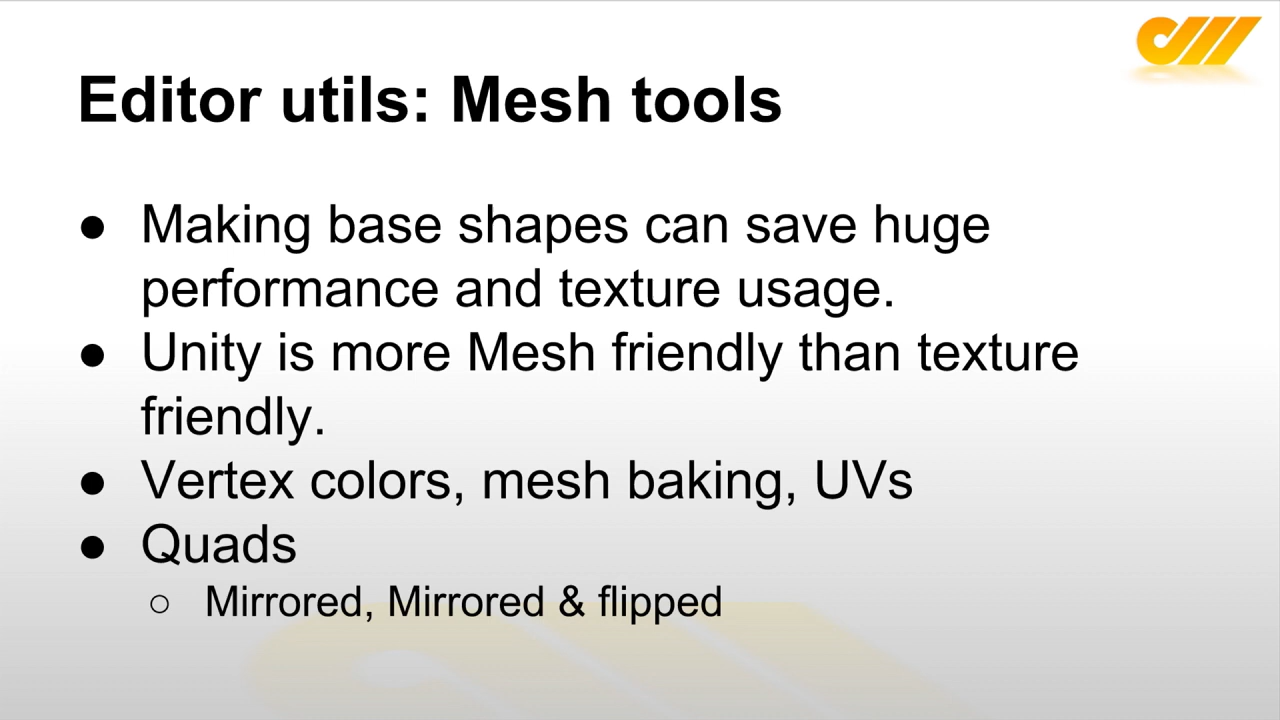 Editor utils: Mesh tools
● Making base shapes can save huge
performance and texture usage.
● Unity is more Mesh friendly than texture
friendly.
● Vertex colors, mesh baking, UVs
● Quads
○ Mirrored, Mirrored & flipped